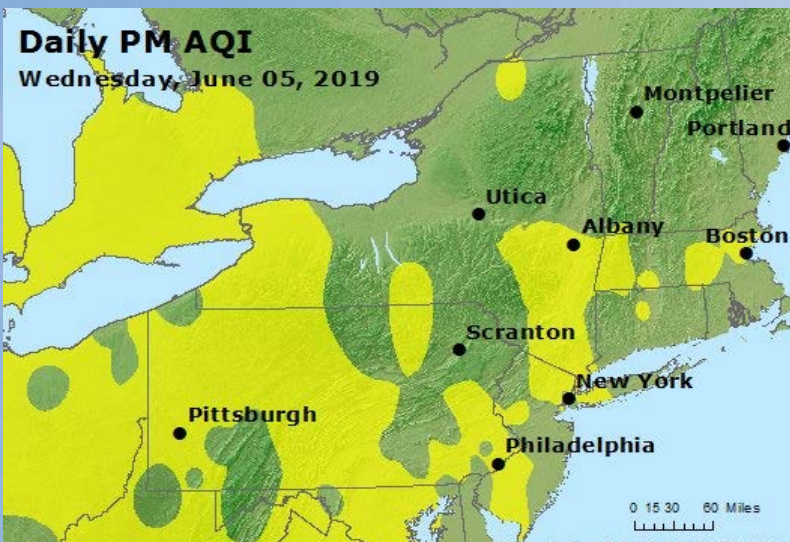 Daily PM AQI
Wednesday, June 05, 2019
Montpelier
Portland
Utica
Albany
Boston
Scranton
New York
Pittsburgh
Philadelphia
0 15 30 60 Miles